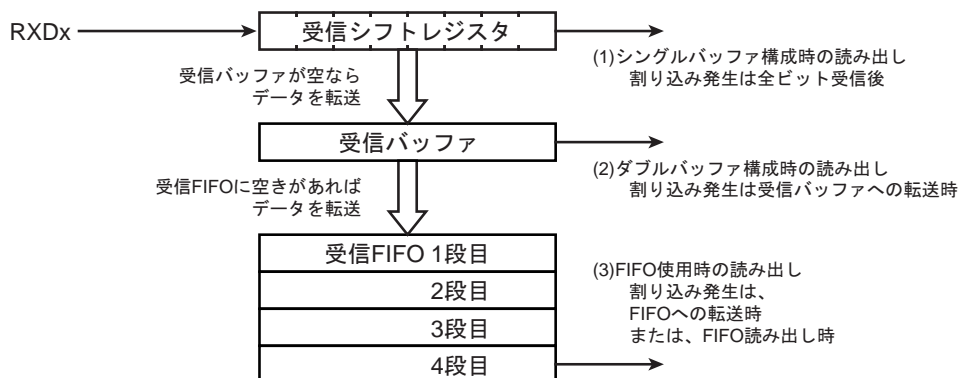 RXDx
受信シフトレジスタ
(1)シングルバッファ構成時の読み出し
割り込み発生は全ビット受信後
受信バッファが空なら
データを転送
受信バッファ
(2)ダブルバッファ構成時の読み出し
割り込み発生は受信バッファへの転送時
受信FIFOに空きがあれば
データを転送
受信FIFO 1段目
2段目
3段目
4段目
(3)FIFO使用時の読み出し
割り込み発生は、
FIFOへの転送時
または、FIFO読み出し時